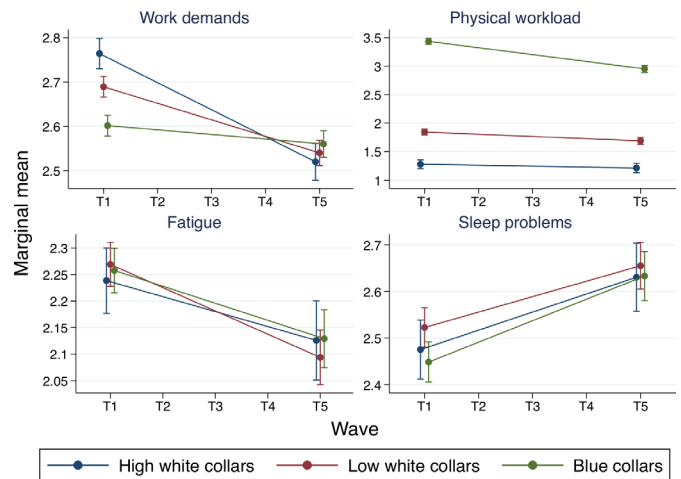 Work demands
Physical workload
2.8
2.7
2.6
2.5
T1 T2 T3 T4 T5
3.5
3
2.5
2
1.5
1
T1 T2 T3 T4 T5
Fatigue
Sleep problems
2.3
2.25
2.2
2.15
2.1
2.05
T1 T2 T3 T4 T5
2.7
2.6
2.5
2.4
T1 T2 T3 T4 T5
Marginal mean
Wave
High white collars Low white collars Blue collars